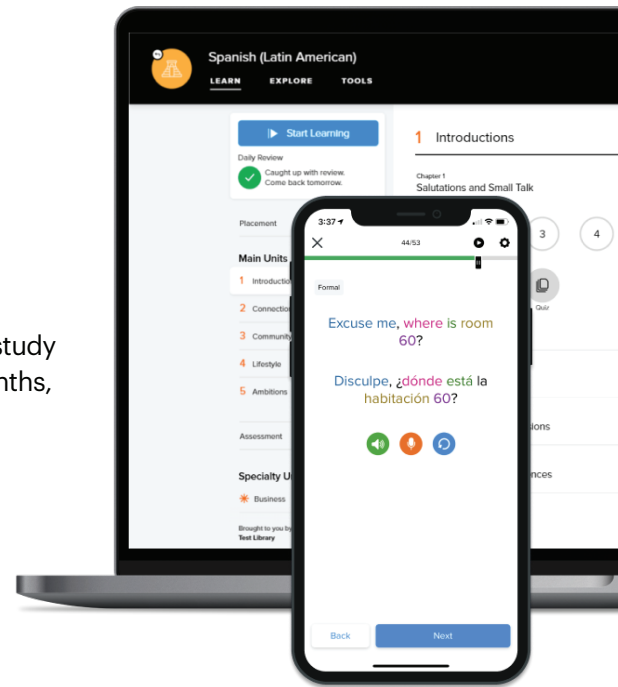 Spanish (Latin American)
LEARN EXPLORE TOOLS
Start Learning
Daily Review
Caught up with review.
Come back tomorrow.
Placement
Main Units
1 Introductio
2 Connection
3 Community
4 Lifestyle
5 Ambitions
Assessment
Specialty U
Business
Brought to you by
Test Library
1 Introductions
Chapter 1
Salutations and Small Talk
3 4
Quiz
ions
nces
study
nths,
3:37
44/53
Formal
Excuse me, where is room
60?
Disculpe, ¿dónde está la
habitación 60?
Back Next